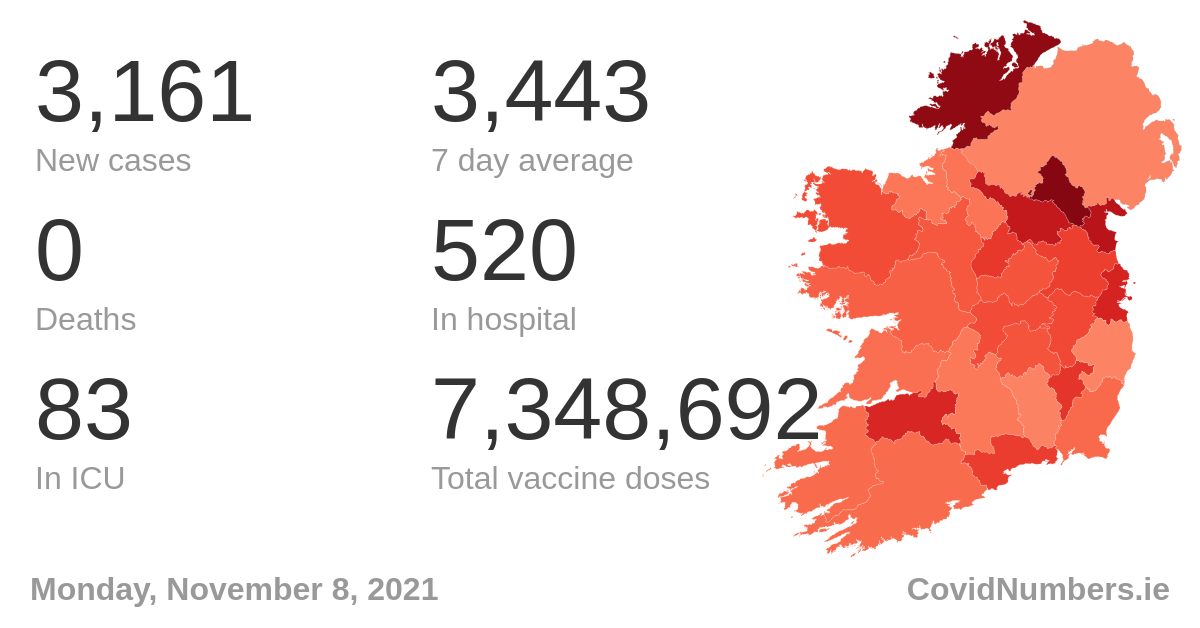 3,161
New cases
3,443
7 day average
0
Deaths
520
In hospital
83
In ICU
7,348,692
Total vaccine doses
Monday, November 8, 2021
CovidNumbers.ie